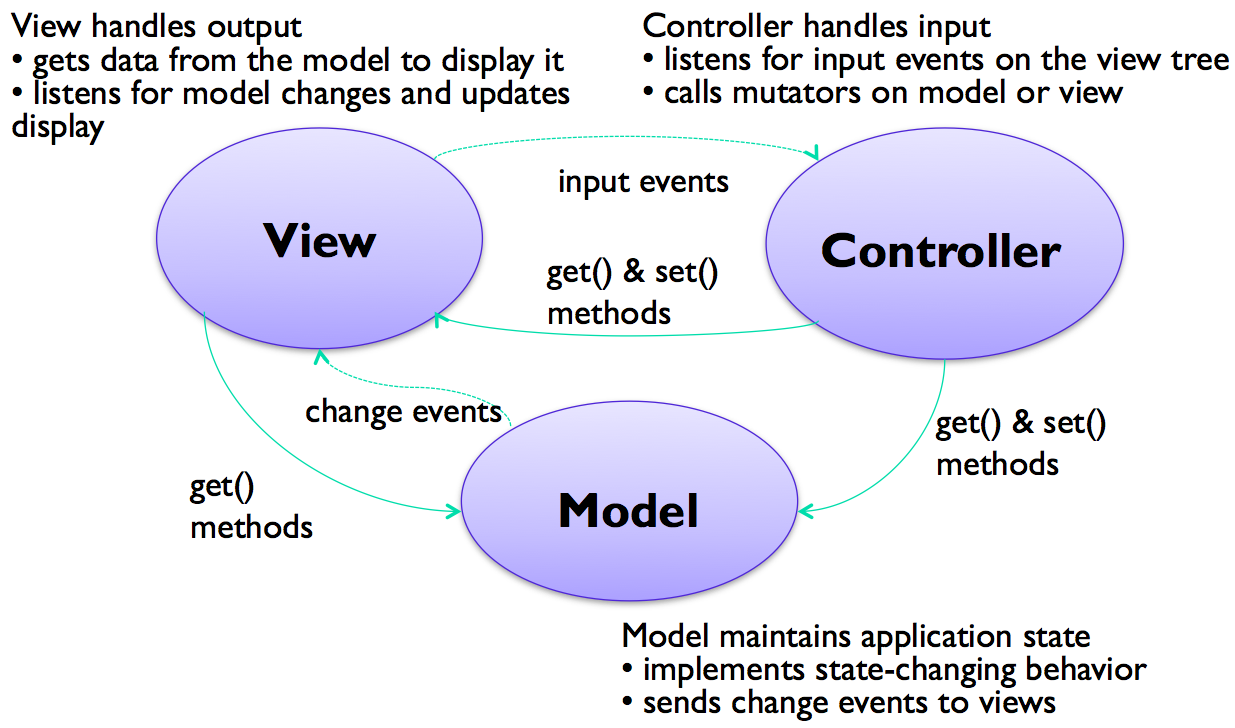 View handles output
• gets data from the model to display it
• listens for model changes and updates
display
Controller handles input
• listens for input events on the view tree
• calls mutators on model or view
input events
View
Controller
get() & set()
methods
change events
get() & set()
methods
get()
methods
Model
Model maintains application state
• implements state-changing behavior
• sends change events to views